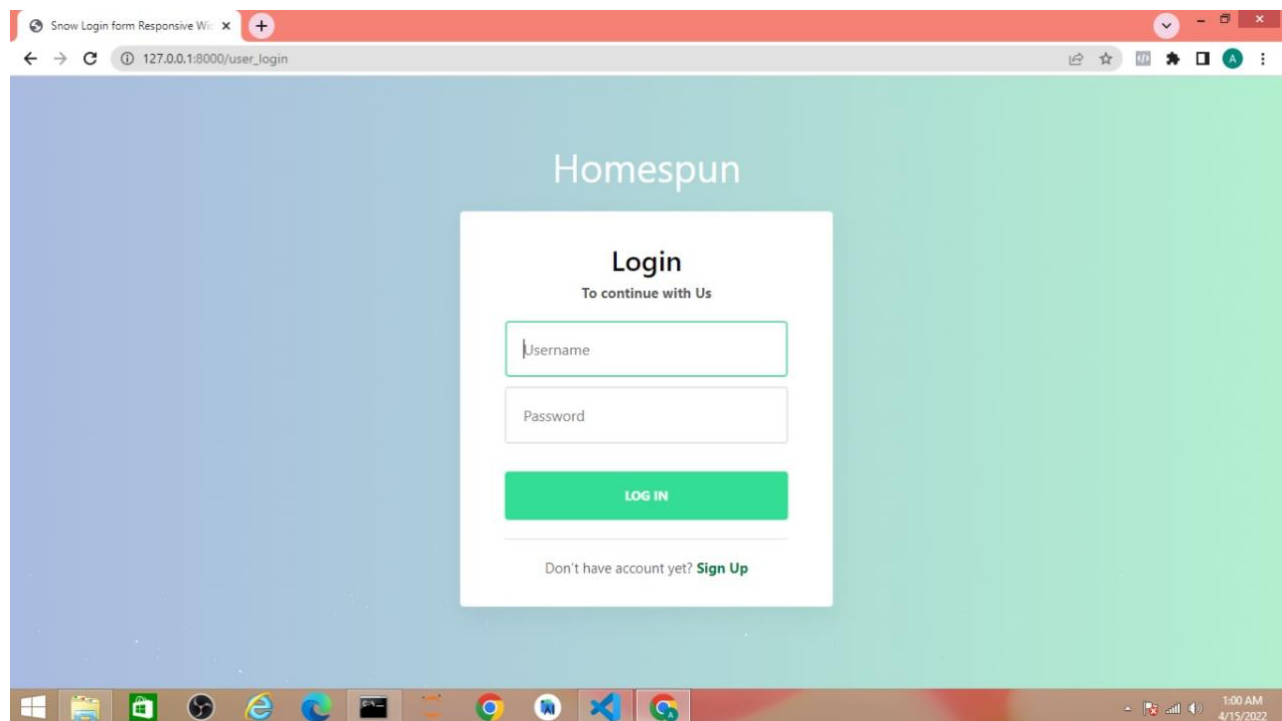 Snow Login form Responsive Wi
127.0.0.1:8000/user_login
A
Homespun
Login
To continue with Us
Username
Password
LOG IN
Don't have account yet? Sign Up
1:00 AM
4/15/2022